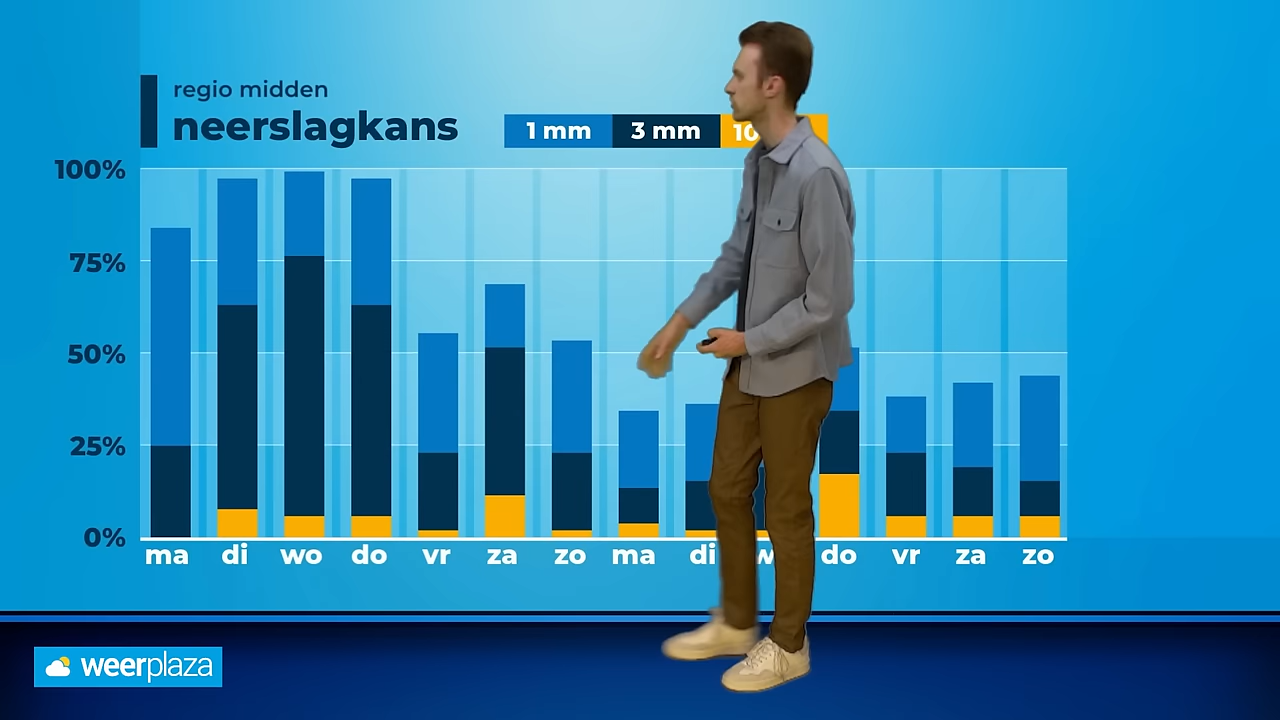 regio midden
neerslagkans
1 mm 3 mm 10
100%
75%
50%
25%
0%
ma di wo do vr za zo ma di w do vr za zo
weerplaza